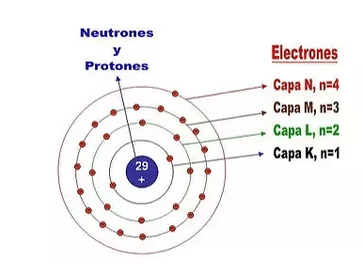 Neutrones
y
Protones
Electrones
Capa N, n=4
Capa M, n=3
Capa L, n=2
Capa K, n=1
29
+